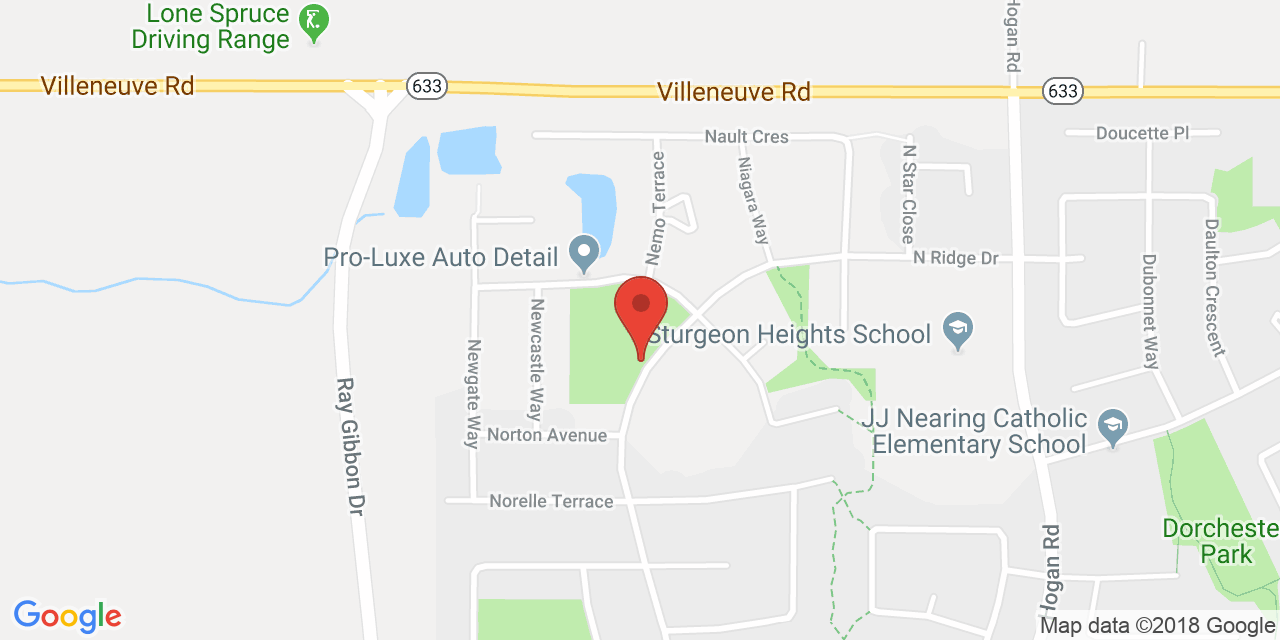 Lone Spruce
Driving Range
Hogan Rd
Villeneuve Rd
633
Villeneuve Rd
633
Nault Cres
Doucette Pl
Nemo Terrace
Niagara Way
N Star Close
Pro-Luxe Auto Detail
N Ridge Dr
Daulton Crescent
Dubonnet Way
Newcastle Way
Sturgeon Heights School
Newgate Way
Ray Gibbon Dr
JJ Nearing Catholic
Elementary School
Norton Avenue
Norelle Terrace
Dorcheste
Park
Hogan Rd
Google
Map data ©2018 Google